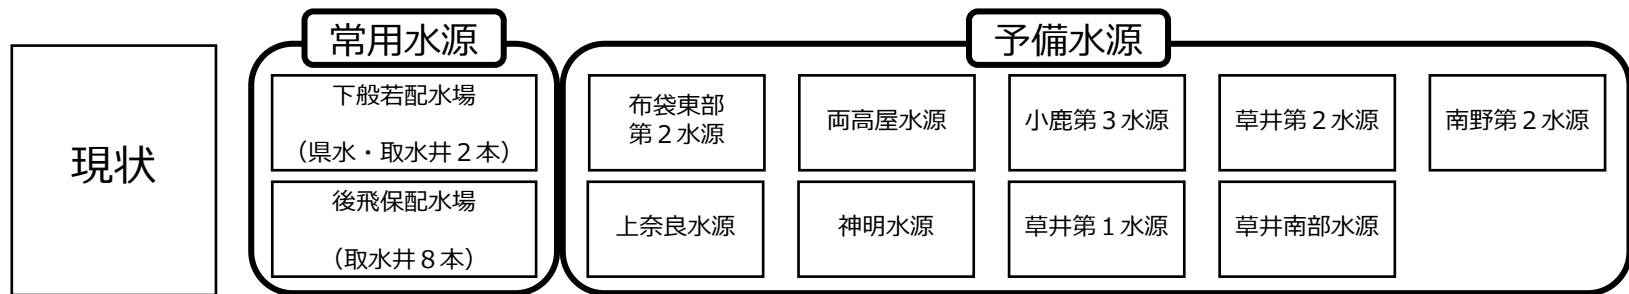 現状
常用水源
下般若配水場
（県水・取水井２本）
後飛保配水場
（取水井８本）
予備水源
布袋東部
第２水源
両高屋水源
小鹿第３水源
草井第２水源
南野第２水源
上奈良水源
神明水源
草井第１水源
草井南部水源